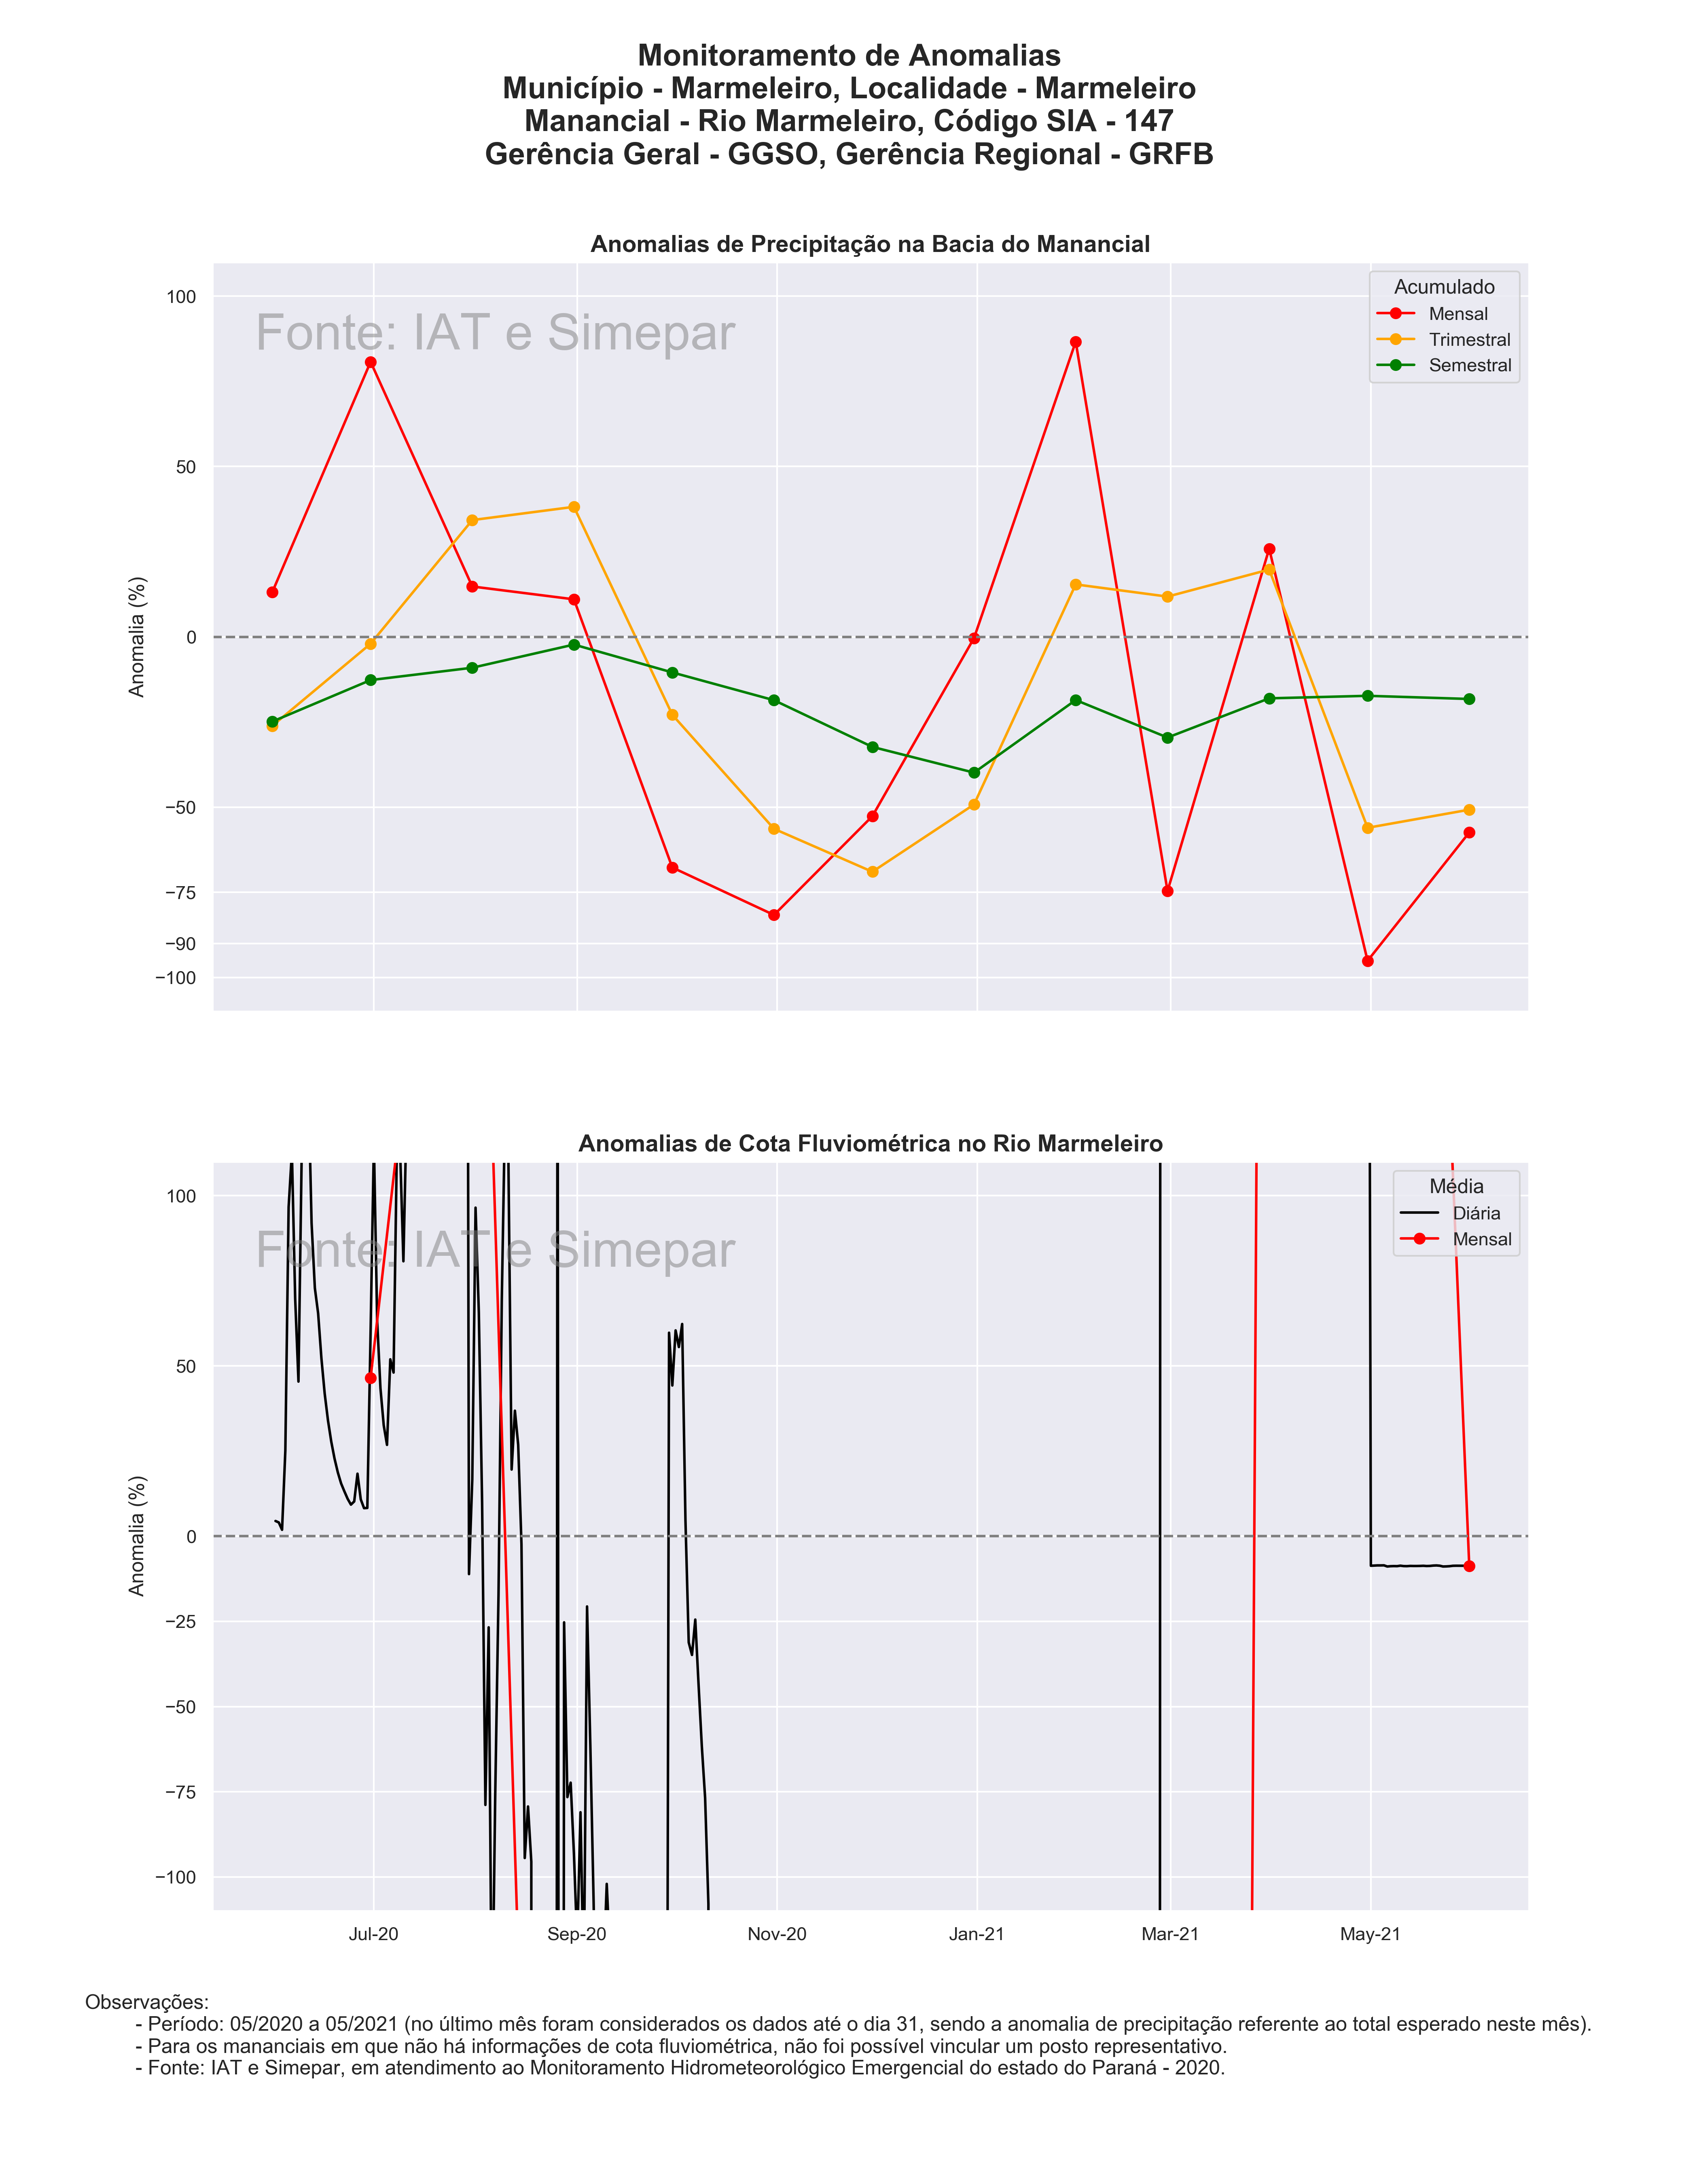 Monitoramento de Anomalias
Município - Marmeleiro, Localidade - Marmeleiro
Manancial - Rio Marmeleiro, Código SIA - 147
Gerência Geral - GGSO, Gerência Regional - GRFB
Anomalias de Precipitação na Bacia do Manancial
Fonte: IAT e Simepar
Acumulado
Mensal
Trimestral
Semestral
Anomalia (%)
100
50
0
−50
−75
−90
−100
Anomalias de Cota Fluviométrica no Rio Marmeleiro
Fonte: IAT e Simepar
Média
Diária
Mensal
Anomalia (%)
100
50
0
−25
−50
−75
−100
Jul-20 Sep-20 Nov-20 Jan-21 Mar-21 May-21
Observações:
- Período: 05/2020 a 05/2021 (no último mês foram considerados os dados até o dia 31, sendo a anomalia de precipitação referente ao total esperado neste mês).
- Para os mananciais em que não há informações de cota fluviométrica, não foi possível vincular um posto representativo.
- Fonte: IAT e Simepar, em atendimento ao Monitoramento Hidrometeorológico Emergencial do estado do Paraná - 2020.